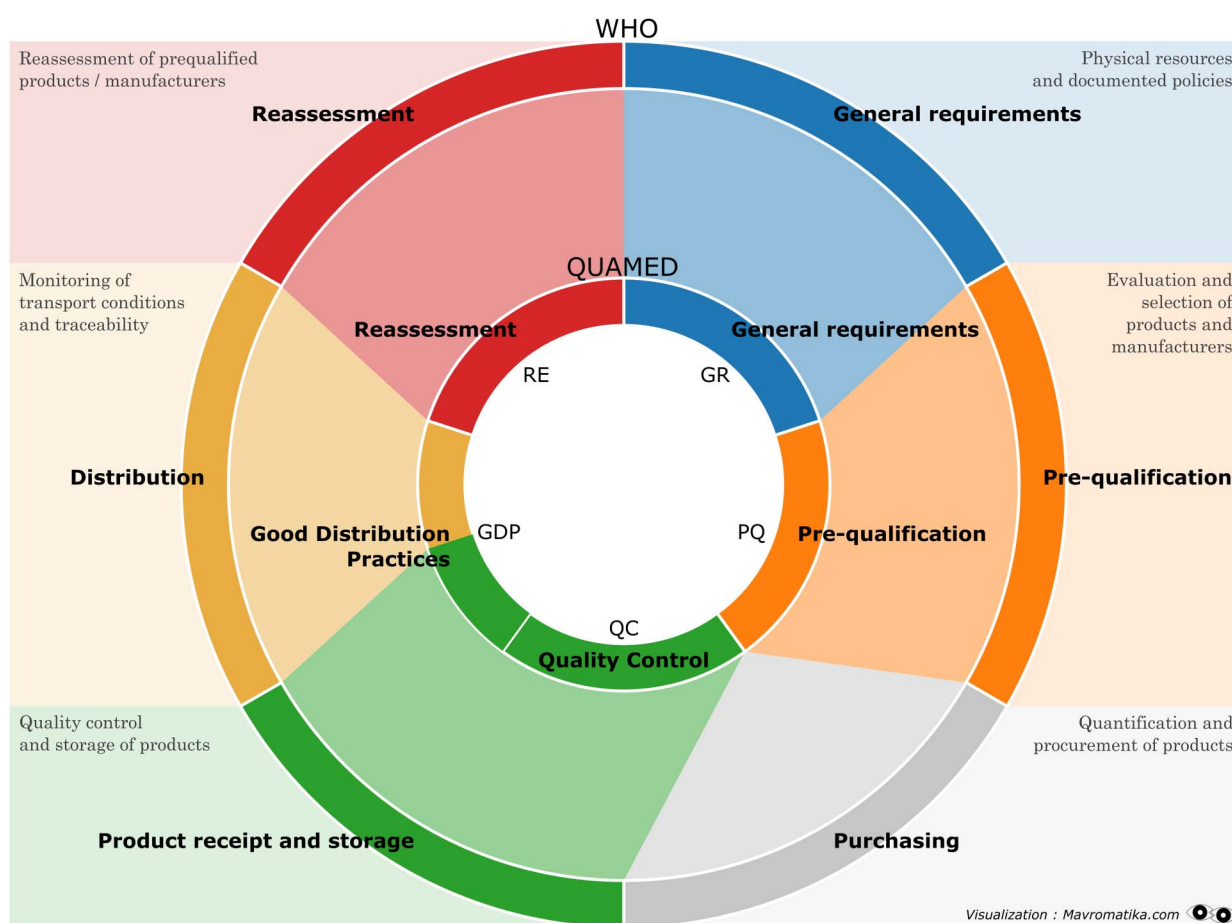 WHO
Reassessment of prequalified
products / manufacturers
Physical resources
and documented policies
Reassessment
General requirements
QUAMED
Monitoring of
transport conditions
and traceability
Evaluation and
selection of
products and
manufacturers
Reassessment
General requirements
RE
GR
Distribution
Pre-qualification
Good Distribution
Practices
GDP
PQ
Pre-qualification
QC
Quality Control
Quality control
and storage of products
Quantification and
procurement of products
Product receipt and storage
Purchasing
Visualization : Mavromatika.com